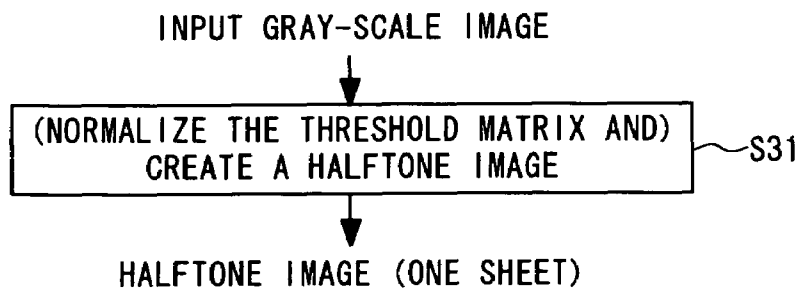 INPUT GRAY-SCALE IMAGE
(NORMALIZE THE THRESHOLD MATRIX AND)
CREATE A HALFTONE IMAGE
S31
HALFTONE IMAGE (ONE SHEET)